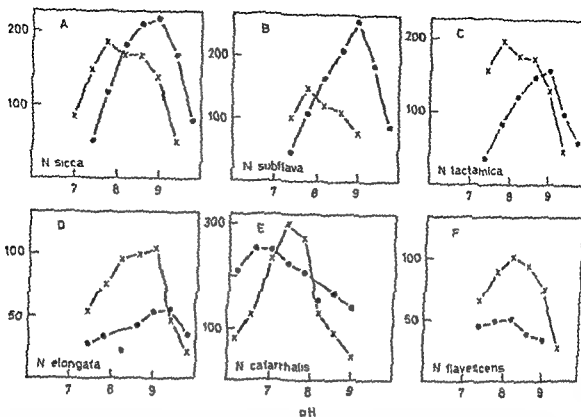 A
B
C
200
100
N sicca
7 8 9
200
100
N subflava
7 8 9
200
100
N lactamica
7 8 9
D
E
F
100
50
N elongata
7 8 9
300
100
N catarrhalis
7 8 9
100
50
N flavescens
7 8 9
pH